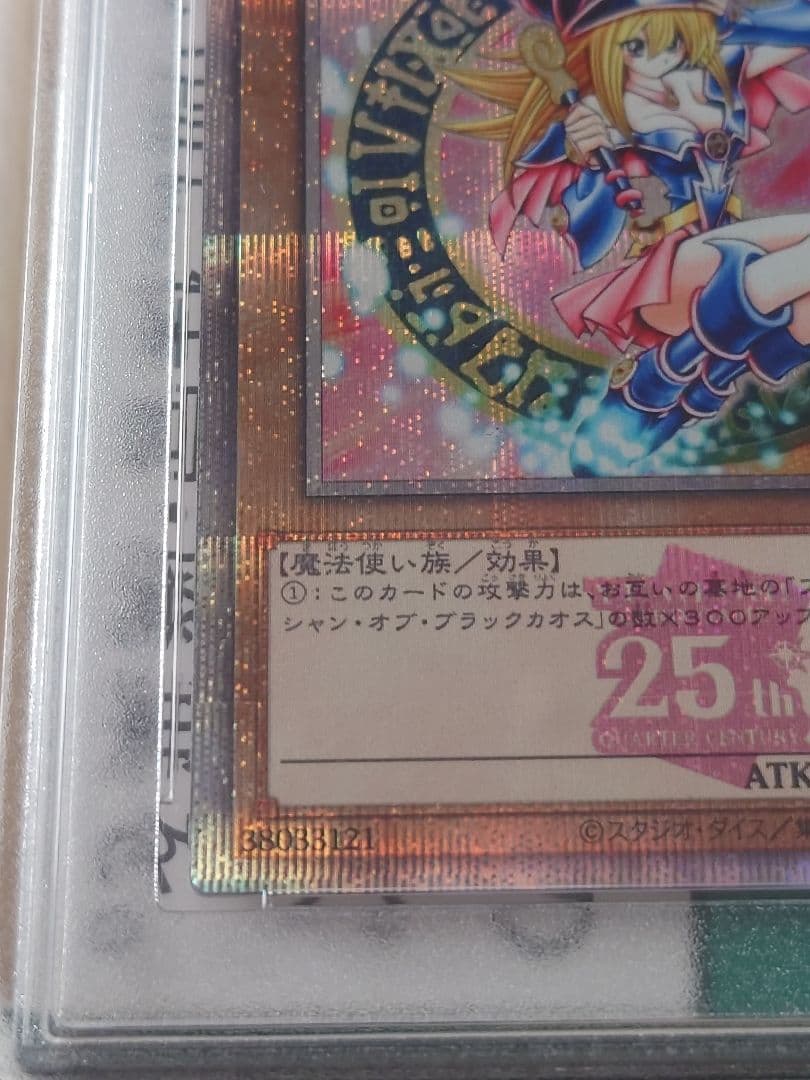 【魔法使い族／効果】
①：このカードの攻撃力は、お互いの墓地の「
シャン・オブ・ブラックカオス」の数×300アップ
25th
QUARTER CENTURY
ATK
38033121
©スタジオ・ダイス／